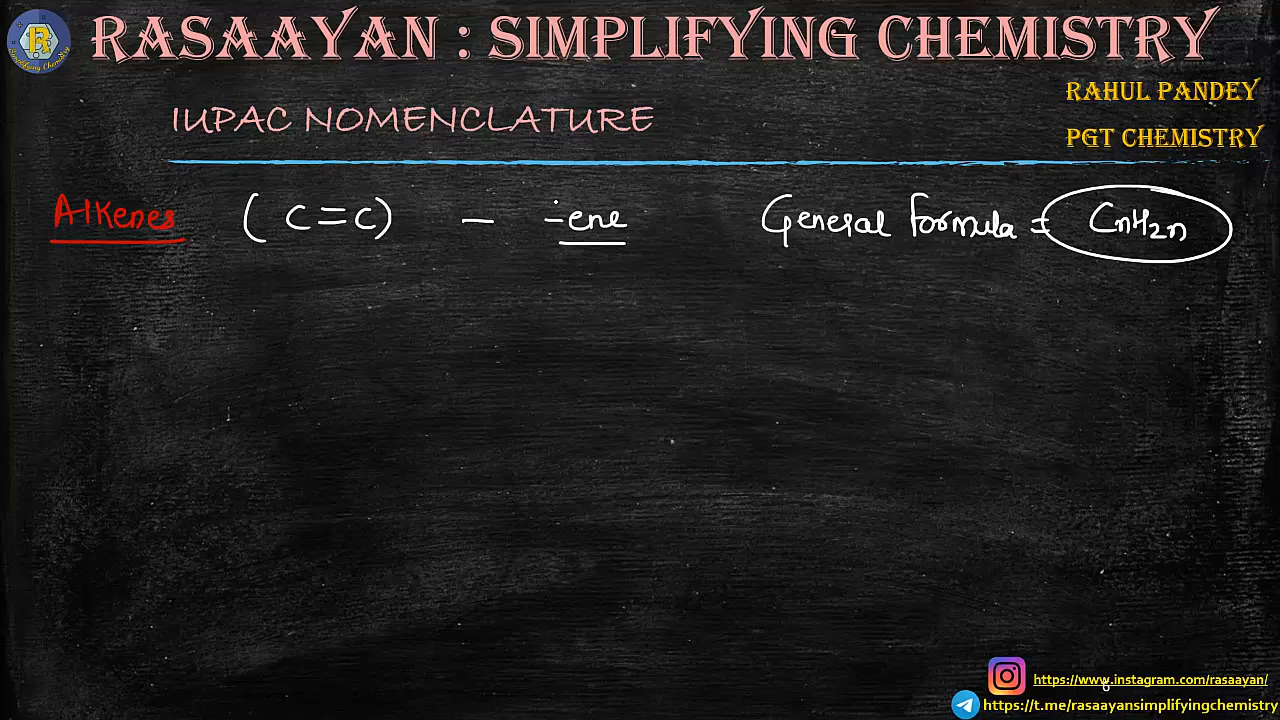 RASAAYAN : SIMPLIFYING CHEMISTRY
RAHUL PANDEY
IUPAC NOMENCLATURE
PGT CHEMISTRY
Alkenes ( C=C) — -ene General formula = CnH2n
https://www.instagram.com/rasaayan/
https://t.me/rasaayansimplifyingchemistry